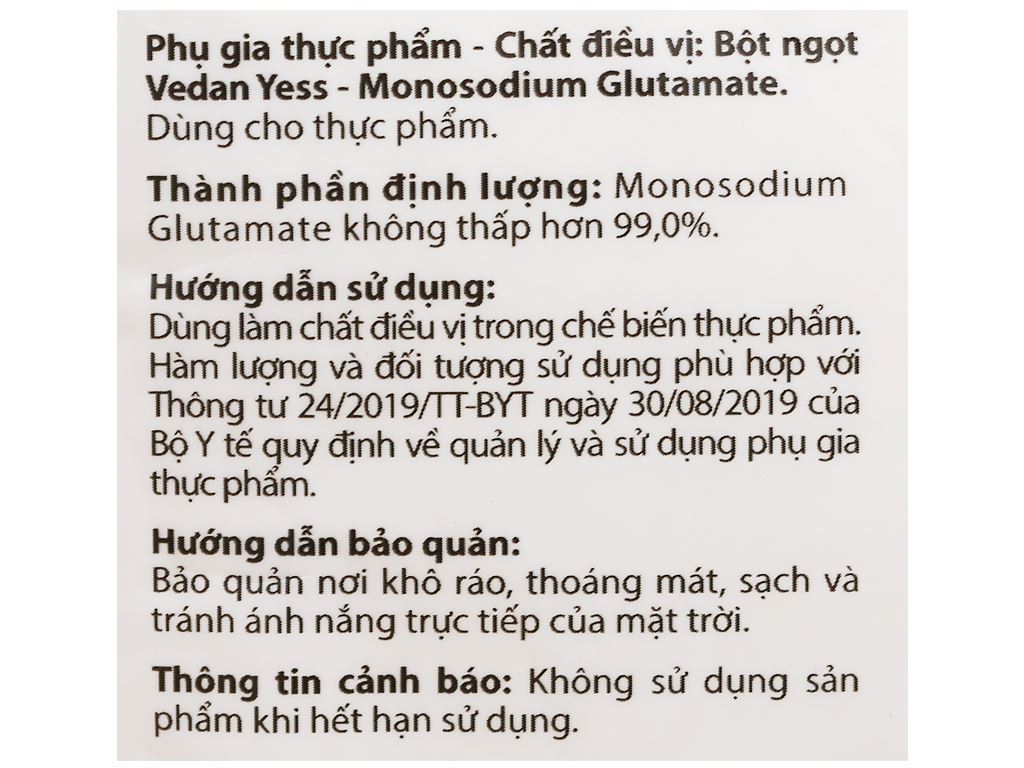 Phụ gia thực phẩm - Chất điều vị: Bột ngọt
Vedan Yess - Monosodium Glutamate.
Dùng cho thực phẩm.
Thành phần định lượng: Monosodium
Glutamate không thấp hơn 99,0%.
Hướng dẫn sử dụng:
Dùng làm chất điều vị trong chế biến thực phẩm.
Hàm lượng và đối tượng sử dụng phù hợp với
Thông tư 24/2019/TT-BYT ngày 30/08/2019 của
Bộ Y tế quy định về quản lý và sử dụng phụ gia
thực phẩm.
Hướng dẫn bảo quản:
Bảo quản nơi khô ráo, thoáng mát, sạch và
tránh ánh nắng trực tiếp của mặt trời.
Thông tin cảnh báo: Không sử dụng sản
phẩm khi hết hạn sử dụng.